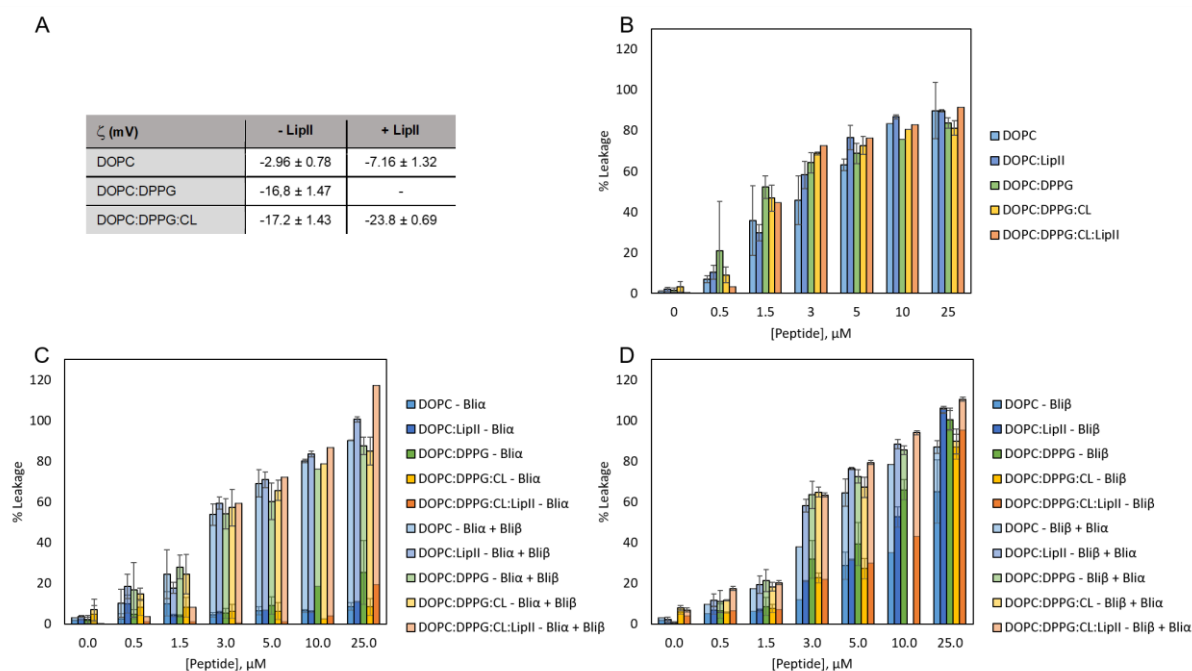 A
ζ (mV) - LipII + LipII
DOPC -2.96 ± 0.78 -7.16 ± 1.32
DOPC:DPPG -16,8 ± 1.47 -
DOPC:DPPG:CL -17.2 ± 1.43 -23.8 ± 0.69
B
% Leakage
120
100
80
60
40
20
0
0 0.5 1.5 3 5 10 25
[Peptide], µM
DOPC
DOPC:LipII
DOPC:DPPG
DOPC:DPPG:CL
DOPC:DPPG:CL:LipII
C
% Leakage
120
100
80
60
40
20
0
0.0 0.5 1.5 3.0 5.0 10.0 25.0
[Peptide], µM
DOPC - Bliα
DOPC:LipII - Bliα
DOPC:DPPG - Bliα
DOPC:DPPG:CL - Bliα
DOPC:DPPG:CL:LipII - Bliα
DOPC - Bliα + Bliβ
DOPC:LipII - Bliα + Bliβ
DOPC:DPPG - Bliα + Bliβ
DOPC:DPPG:CL - Bliα + Bliβ
DOPC:DPPG:CL:LipII - Bliα + Bliβ
D
% Leakage
120
100
80
60
40
20
0
0.0 0.5 1.5 3.0 5.0 10.0 25.0
[Peptide], µM
DOPC - Bliβ
DOPC:LipII - Bliβ
DOPC:DPPG - Bliβ
DOPC:DPPG:CL - Bliβ
DOPC:DPPG:CL:LipII - Bliβ
DOPC - Bliβ + Bliα
DOPC:LipII - Bliβ + Bliα
DOPC:DPPG - Bliβ + Bliα
DOPC:DPPG:CL - Bliβ + Bliα
DOPC:DPPG:CL:LipII - Bliβ + Bliα